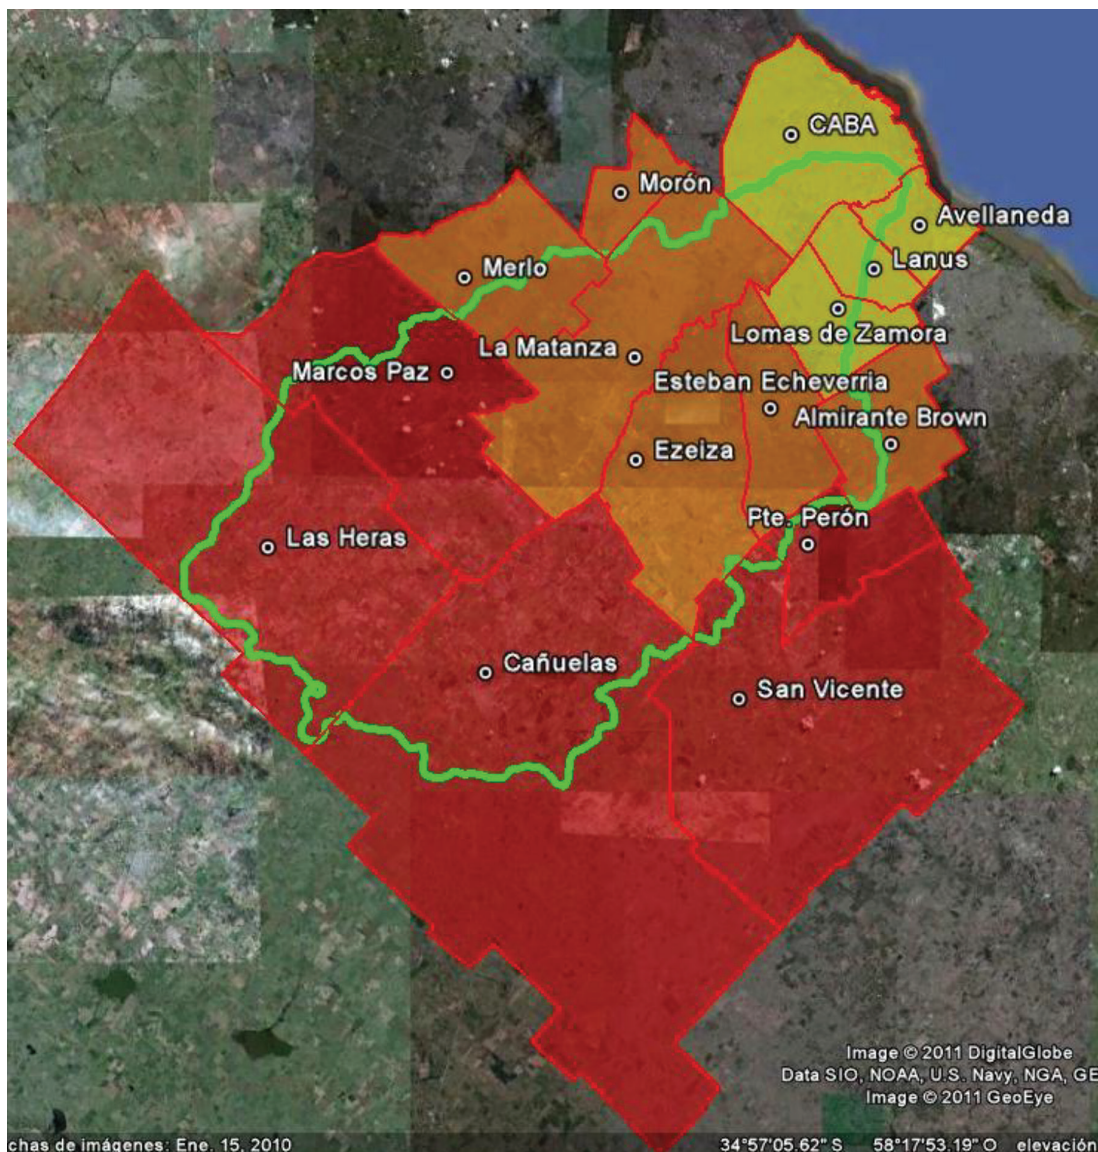 CABA
Morón
Avellaneda
Lanus
Merlo
Lomas de Zamora
La Matanza
Marcos Paz
Esteban Echeverria
Almirante Brown
Ezeiza
Pte. Perón
Las Heras
Cañuelas
San Vicente
Image © 2011 DigitalGlobe
Data SIO, NOAA, U.S. Navy, NGA, GE
Image © 2011 GeoEye
chas de imágenes: Ene. 15, 2010
34°57'05.62" S 58°17'53.19" O elevación